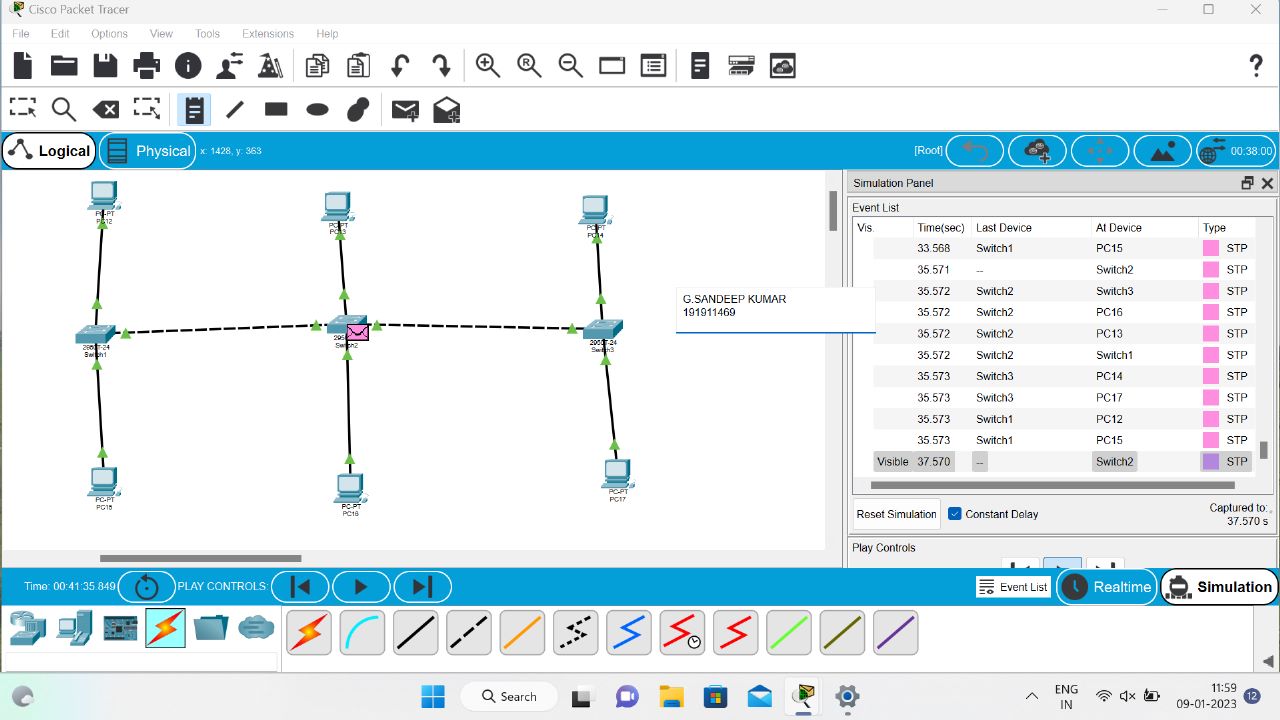 Cisco Packet Tracer
File Edit Options View Tools Extensions Help
Logical
Physical
x: 1428, y: 363
[Root]
00:38:00
PC-PT
PC12
PC-PT
PC13
PC-PT
PC14
2950T-24
Switch1
Switch2
2950T-24
Switch3
PC-PT
PC15
PC-PT
PC16
PC-PT
PC17
G.SANDEEP KUMAR
191911469
Simulation Panel
Event List
Vis. Time(sec) Last Device At Device Type
33.568 Switch1 PC15 STP
35.571 -- Switch2 STP
35.572 Switch2 Switch3 STP
35.572 Switch2 PC16 STP
35.572 Switch2 PC13 STP
35.572 Switch2 Switch1 STP
35.573 Switch3 PC14 STP
35.573 Switch3 PC17 STP
35.573 Switch1 PC12 STP
35.573 Switch1 PC15 STP
Visible 37.570 -- Switch2 STP
Reset Simulation
Constant Delay
Captured to:
37.570 s
Play Controls
Time: 00:41:35.849
PLAY CONTROLS:
Event List
Realtime
Simulation
Search
ENG
IN
11:59
09-01-2023
12